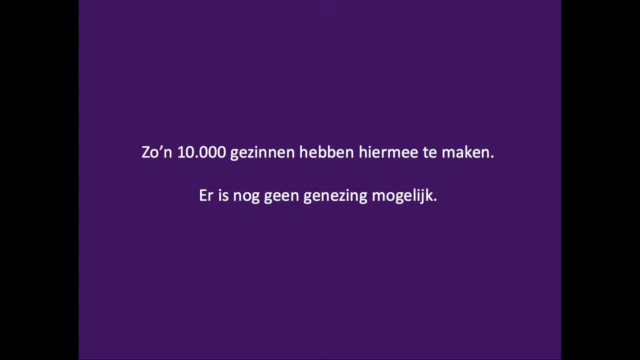 Zo’n 10.000 gezinnen hebben hiermee te maken.
Er is nog geen genezing mogelijk.